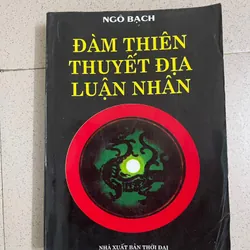 NGÔ BẠCH
ĐÀM THIÊN
THUYẾT ĐỊA
LUẬN NHÂN
NHÀ XUẤT BẢN THỜI ĐẠI